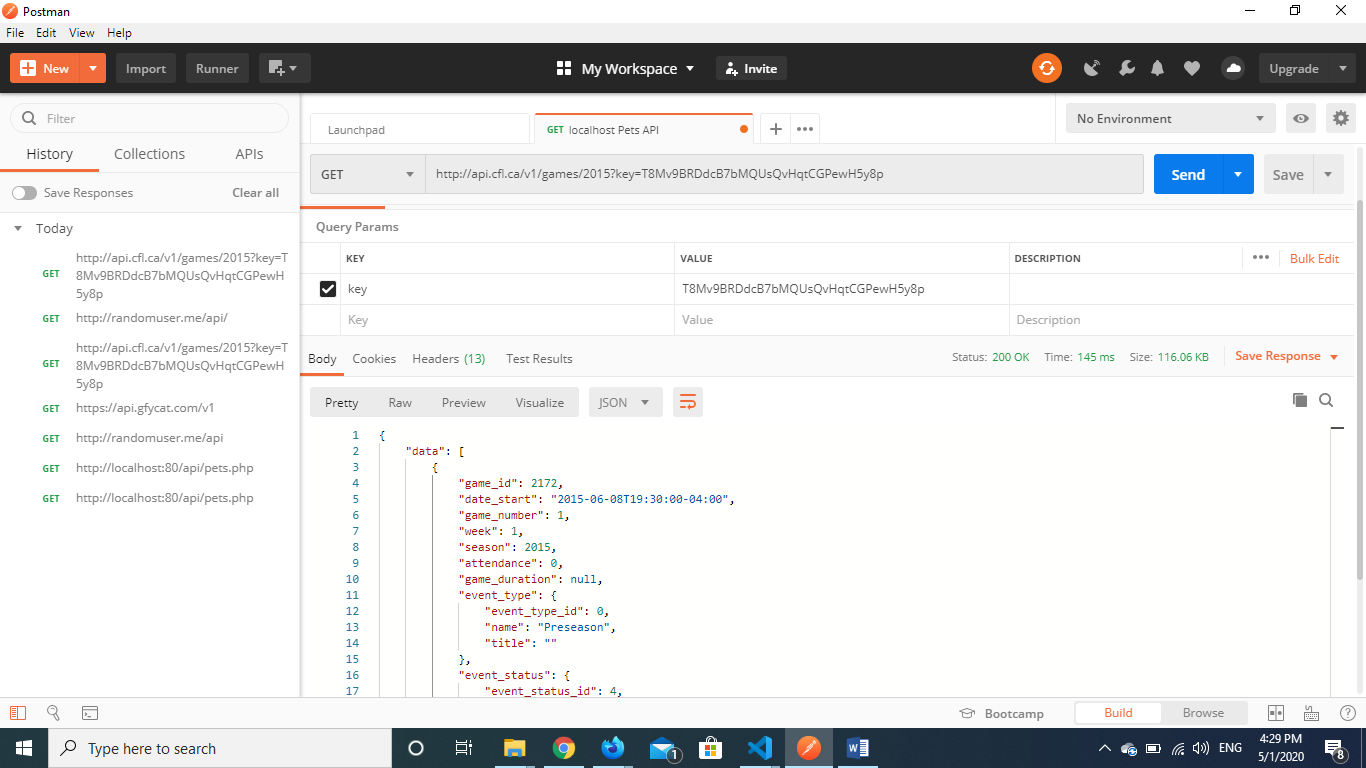 Postman
File Edit View Help
New Import Runner My Workspace Invite Upgrade
Filter
History Collections APIs
Save Responses Clear all
Today
GET http://api.cfl.ca/v1/games/2015?key=T
8Mv9BRDdcB7bMQUsQvHqtCGPewH
5y8p
GET http://randomuser.me/api/
GET http://api.cfl.ca/v1/games/2015?key=T
8Mv9BRDdcB7bMQUsQvHqtCGPewH
5y8p
GET https://api.gfycat.com/v1
GET http://randomuser.me/api
GET http://localhost:80/api/pets.php
GET http://localhost:80/api/pets.php
Launchpad GET localhost Pets API No Environment
GET http://api.cfl.ca/v1/games/2015?key=T8Mv9BRDdcB7bMQUsQvHqtCGPewH5y8p Send Save
Query Params
KEY VALUE DESCRIPTION Bulk Edit
key T8Mv9BRDdcB7bMQUsQvHqtCGPewH5y8p
Key Value Description
Body Cookies Headers (13) Test Results Status: 200 OK Time: 145 ms Size: 116.06 KB Save Response
Pretty Raw Preview Visualize JSON
1 {
2 "data": [
3 {
4 "game_id": 2172,
5 "date_start": "2015-06-08T19:30:00-04:00",
6 "game_number": 1,
7 "week": 1,
8 "season": 2015,
9 "attendance": 0,
10 "game_duration": null,
11 "event_type": {
12 "event_type_id": 0,
13 "name": "Preseason",
14 "title": ""
15 },
16 "event_status": {
17 "event_status_id": 4,
Bootcamp Build Browse
Type here to search 1 ENG 4:29 PM
5/1/2020 8